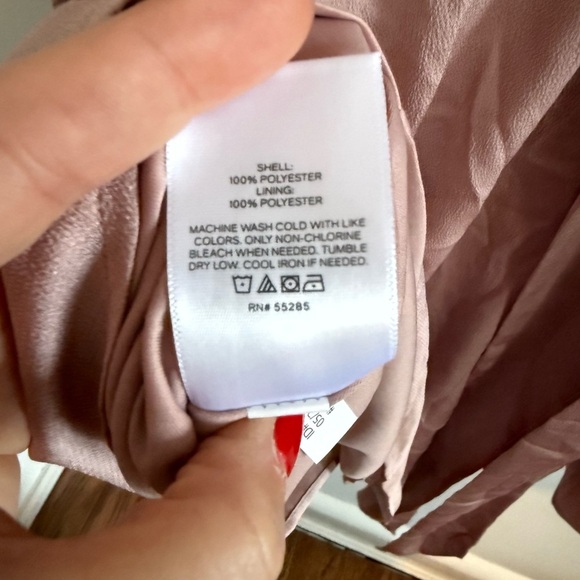 SHELL:
100% POLYESTER
LINING:
100% POLYESTER
MACHINE WASH COLD WITH LIKE
COLORS. ONLY NON-CHLORINE
BLEACH WHEN NEEDED. TUMBLE
DRY LOW. COOL IRON IF NEEDED.
RN# 55285